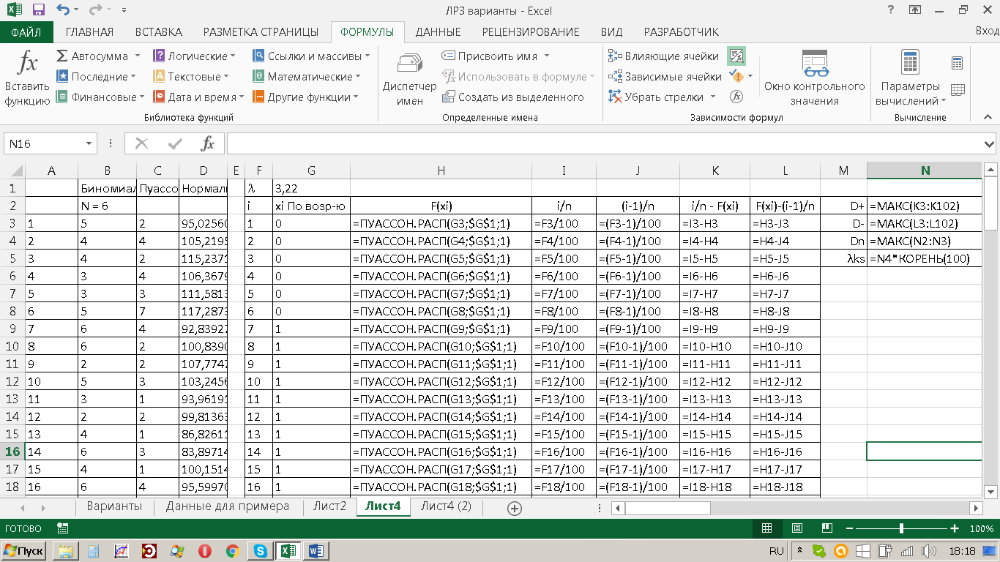 ЛР3 варианты - Excel
?
ФАЙЛ ГЛАВНАЯ ВСТАВКА РАЗМЕТКА СТРАНИЦЫ ФОРМУЛЫ ДАННЫЕ РЕЦЕНЗИРОВАНИЕ ВИД РАЗРАБОТЧИК Вход
Вставить функцию
Автосумма
Последние
Финансовые
Логические
Текстовые
Дата и время
Ссылки и массивы
Математические
Другие функции
Библиотека функций
Диспетчер имен
Присвоить имя
Использовать в формуле
Создать из выделенного
Определенные имена
Влияющие ячейки
Зависимые ячейки
Убрать стрелки
Окно контрольного значения
Зависимости формул
Параметры вычислений
Вычисление
N16 fx
A B C D E F G H I J K L M N
1 Биномиал Пуассо Нормаль λ 3,22
2 N = 6 i xi По возр-ю F(xi) i/n (i-1)/n i/n - F(xi) F(xi)-(i-1)/n D+ =МАКС(K3:K102)
3 1 5 2 95,02560 1 0 =ПУАССОН.РАСП(G3;$G$1;1) =F3/100 =(F3-1)/100 =I3-H3 =H3-J3 D- =МАКС(L3:L102)
4 2 4 4 105,2195 2 0 =ПУАССОН.РАСП(G4;$G$1;1) =F4/100 =(F4-1)/100 =I4-H4 =H4-J4 Dn =МАКС(N2:N3)
5 3 4 2 115,2371 3 0 =ПУАССОН.РАСП(G5;$G$1;1) =F5/100 =(F5-1)/100 =I5-H5 =H5-J5 λks =N4*КОРЕНЬ(100)
6 4 3 4 106,3679 4 0 =ПУАССОН.РАСП(G6;$G$1;1) =F6/100 =(F6-1)/100 =I6-H6 =H6-J6
7 5 3 3 111,5813 5 0 =ПУАССОН.РАСП(G7;$G$1;1) =F7/100 =(F7-1)/100 =I7-H7 =H7-J7
8 6 5 7 117,2873 6 0 =ПУАССОН.РАСП(G8;$G$1;1) =F8/100 =(F8-1)/100 =I8-H8 =H8-J8
9 7 6 4 92,83927 7 1 =ПУАССОН.РАСП(G9;$G$1;1) =F9/100 =(F9-1)/100 =I9-H9 =H9-J9
10 8 6 2 100,8390 8 1 =ПУАССОН.РАСП(G10;$G$1;1) =F10/100 =(F10-1)/100 =I10-H10 =H10-J10
11 9 2 2 107,7747 9 1 =ПУАССОН.РАСП(G11;$G$1;1) =F11/100 =(F11-1)/100 =I11-H11 =H11-J11
12 10 5 3 103,2456 10 1 =ПУАССОН.РАСП(G12;$G$1;1) =F12/100 =(F12-1)/100 =I12-H12 =H12-J12
13 11 3 1 93,96191 11 1 =ПУАССОН.РАСП(G13;$G$1;1) =F13/100 =(F13-1)/100 =I13-H13 =H13-J13
14 12 2 2 99,81363 12 1 =ПУАССОН.РАСП(G14;$G$1;1) =F14/100 =(F14-1)/100 =I14-H14 =H14-J14
15 13 4 1 86,82611 13 1 =ПУАССОН.РАСП(G15;$G$1;1) =F15/100 =(F15-1)/100 =I15-H15 =H15-J15
16 14 6 3 83,89714 14 1 =ПУАССОН.РАСП(G16;$G$1;1) =F16/100 =(F16-1)/100 =I16-H16 =H16-J16
17 15 4 1 100,1514 15 1 =ПУАССОН.РАСП(G17;$G$1;1) =F17/100 =(F17-1)/100 =I17-H17 =H17-J17
18 16 6 4 95,59970 16 1 =ПУАССОН.РАСП(G18;$G$1;1) =F18/100 =(F18-1)/100 =I18-H18 =H18-J18
Варианты Данные для примера Лист2 Лист4 Лист4 (2)
ГОТОВО 100%
Пуск RU 18:18